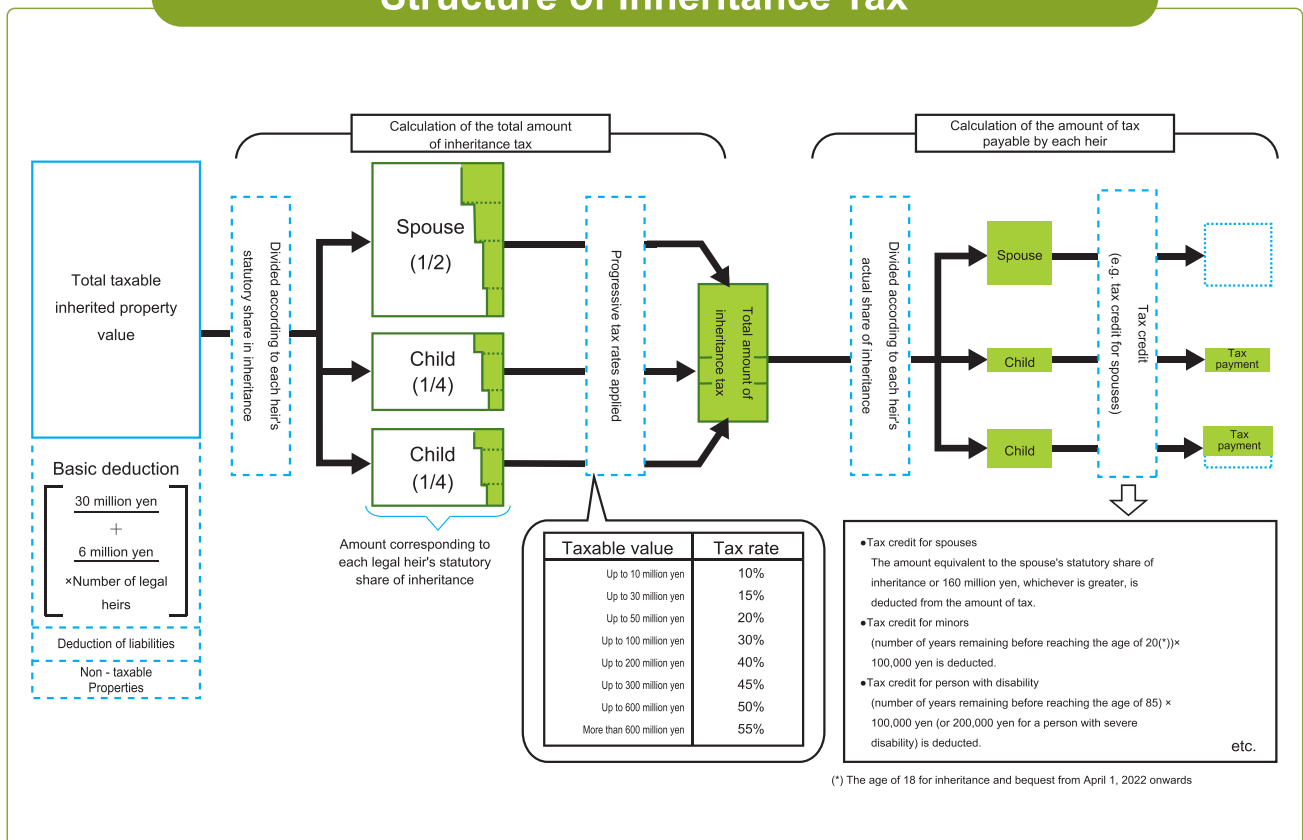 Structure of Inheritance Tax
Calculation of the total amount
of inheritance tax
Calculation of the amount of tax
payable by each heir
Total taxable
inherited property
value
Basic deduction
30 million yen
+
6 million yen
×Number of legal
heirs
Deduction of liabilities
Non - taxable
Properties
Divided according to each heir's
statutory share in inheritance
Spouse
(1/2)
Child
(1/4)
Child
(1/4)
Amount corresponding to
each legal heir's statutory
share of inheritance
Progressive tax rates applied
Taxable value Tax rate
Up to 10 million yen 10%
Up to 30 million yen 15%
Up to 50 million yen 20%
Up to 100 million yen 30%
Up to 200 million yen 40%
Up to 300 million yen 45%
Up to 600 million yen 50%
More than 600 million yen 55%
Total amount of
inheritance tax
Divided according to each heir's
actual share of inheritance
Spouse
Child
Child
Tax credit
(e.g. tax credit for spouses)
Tax
payment
Tax
payment
●Tax credit for spouses
The amount equivalent to the spouse's statutory share of
inheritance or 160 million yen, whichever is greater, is
deducted from the amount of tax.
●Tax credit for minors
(number of years remaining before reaching the age of 20(*))×
100,000 yen is deducted.
●Tax credit for person with disability
(number of years remaining before reaching the age of 85) ×
100,000 yen (or 200,000 yen for a person with severe
disability) is deducted.
etc.
(*) The age of 18 for inheritance and bequest from April 1, 2022 onwards